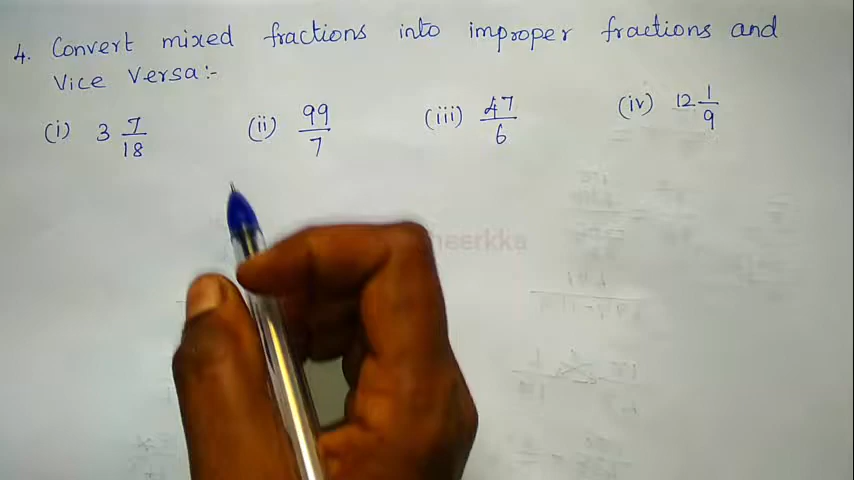 4. Convert mixed fractions into improper fractions and
Vice Versa:-
(i) 3 7/18 (ii) 99/7 (iii) 47/6 (iv) 12 1/9